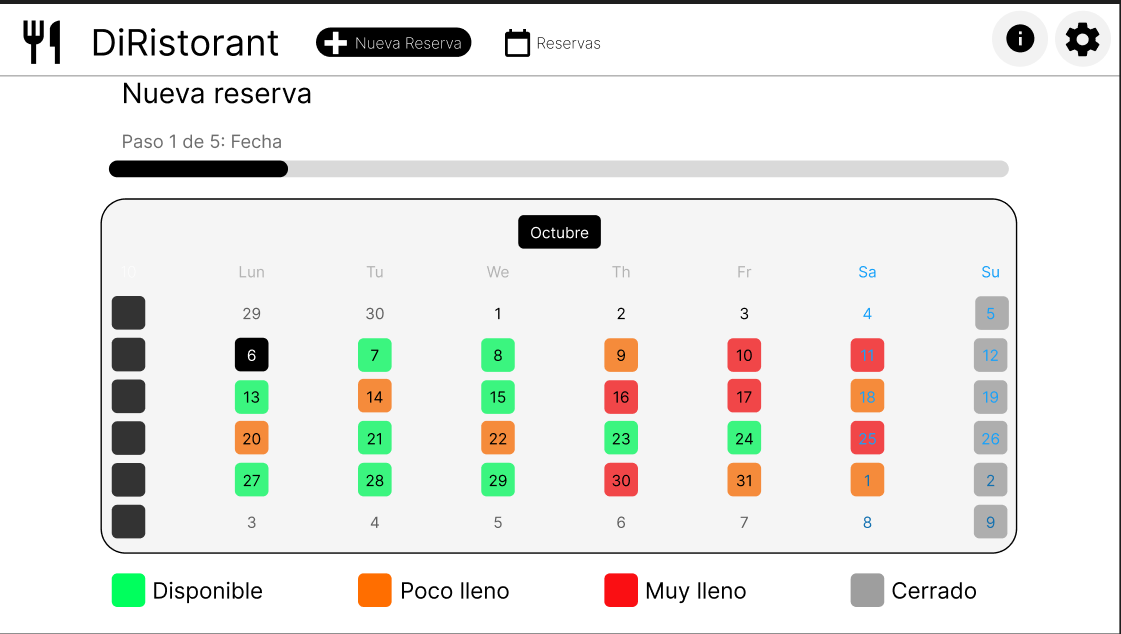 DiRistorant Nueva Reserva Reservas
Nueva reserva
Paso 1 de 5: Fecha
Octubre
10 Lun Tu We Th Fr Sa Su
29 30 1 2 3 4 5
6 7 8 9 10 11 12
13 14 15 16 17 18 19
20 21 22 23 24 25 26
27 28 29 30 31 1 2
3 4 5 6 7 8 9
Disponible Poco lleno Muy lleno Cerrado